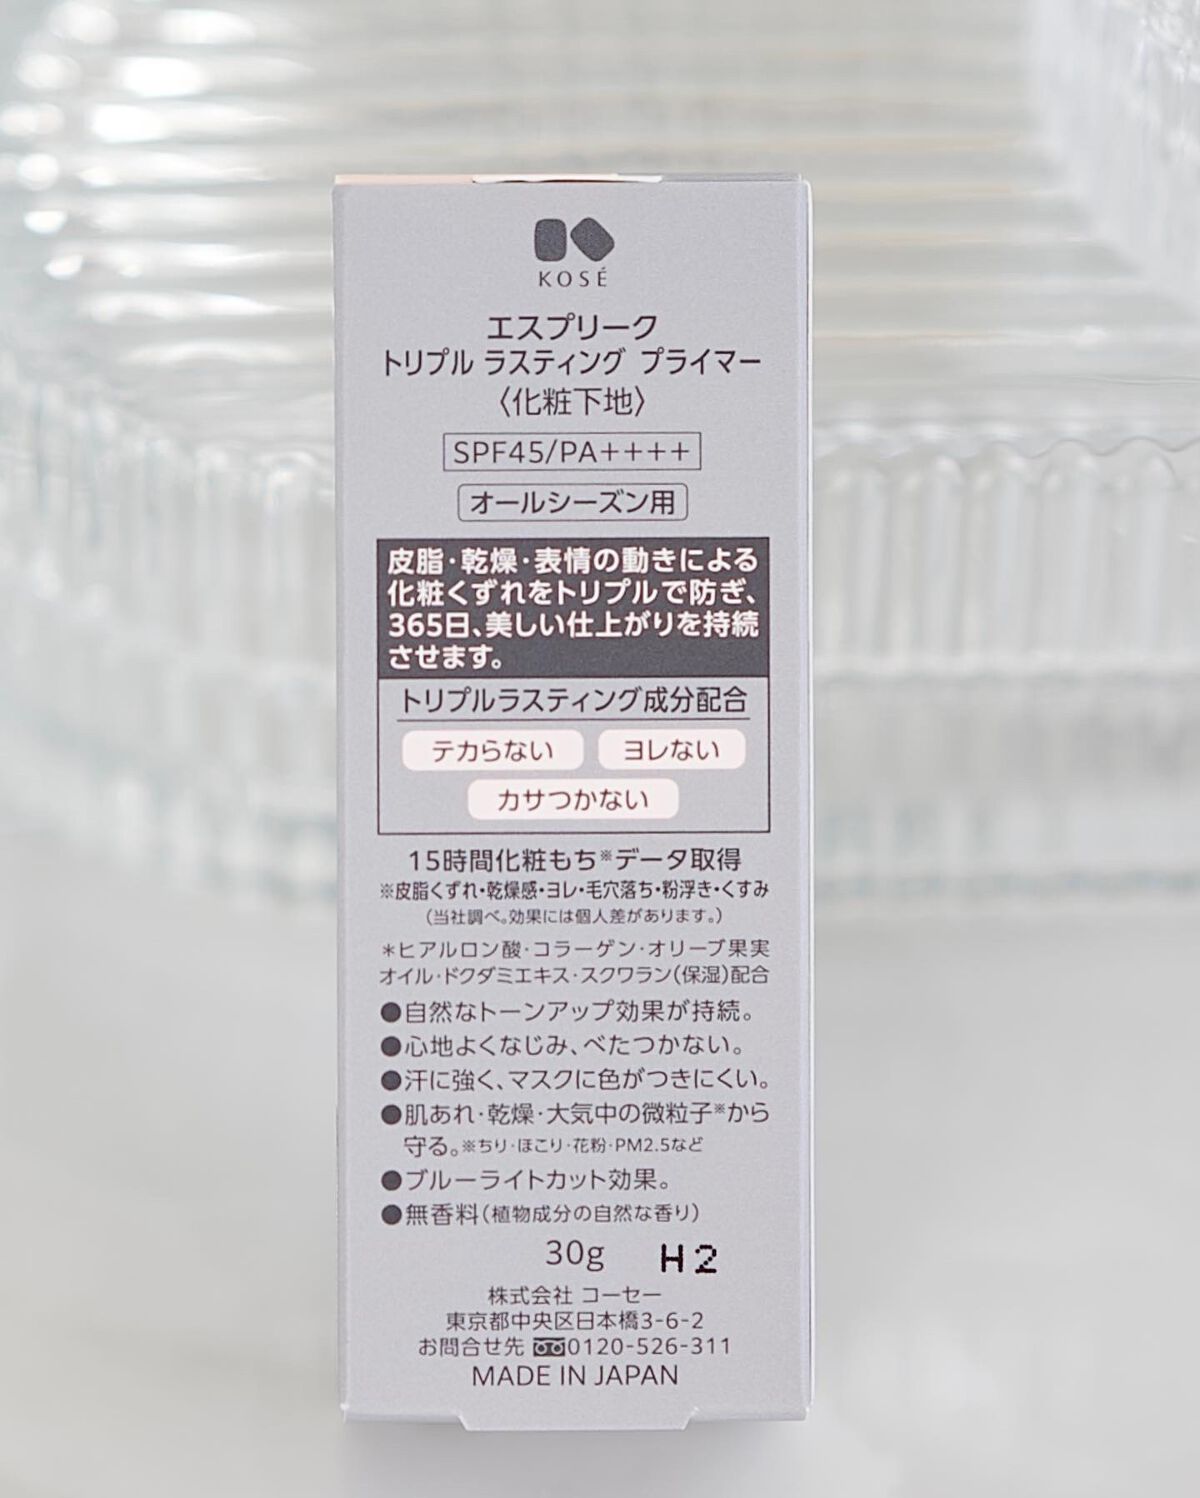 KOSÉ
エスプリーク
トリプル ラスティング プライマー
〈化粧下地〉
SPF45/PA++++
オールシーズン用
皮脂・乾燥・表情の動きによる
化粧くずれをトリプルで防ぎ、
365日、美しい仕上がりを持続
させます。
トリプルラスティング成分配合
テカらない ヨレない
カサつかない
15時間化粧もち※データ取得
※皮脂くずれ・乾燥感・ヨレ・毛穴落ち・粉浮き・くすみ
(当社調べ。効果には個人差があります。)
＊ヒアルロン酸・コラーゲン・オリーブ果実
オイル・ドクダミエキス・スクワラン(保湿)配合
●自然なトーンアップ効果が持続。
●心地よくなじみ、べたつかない。
●汗に強く、マスクに色がつきにくい。
●肌あれ・乾燥・大気中の微粒子※から
守る。※ちり・ほこり・花粉・PM2.5など
●ブルーライトカット効果。
●無香料(植物成分の自然な香り)
30g H2
株式会社 コーセー
東京都中央区日本橋3-6-2
お問合せ先 0120-526-311
MADE IN JAPAN